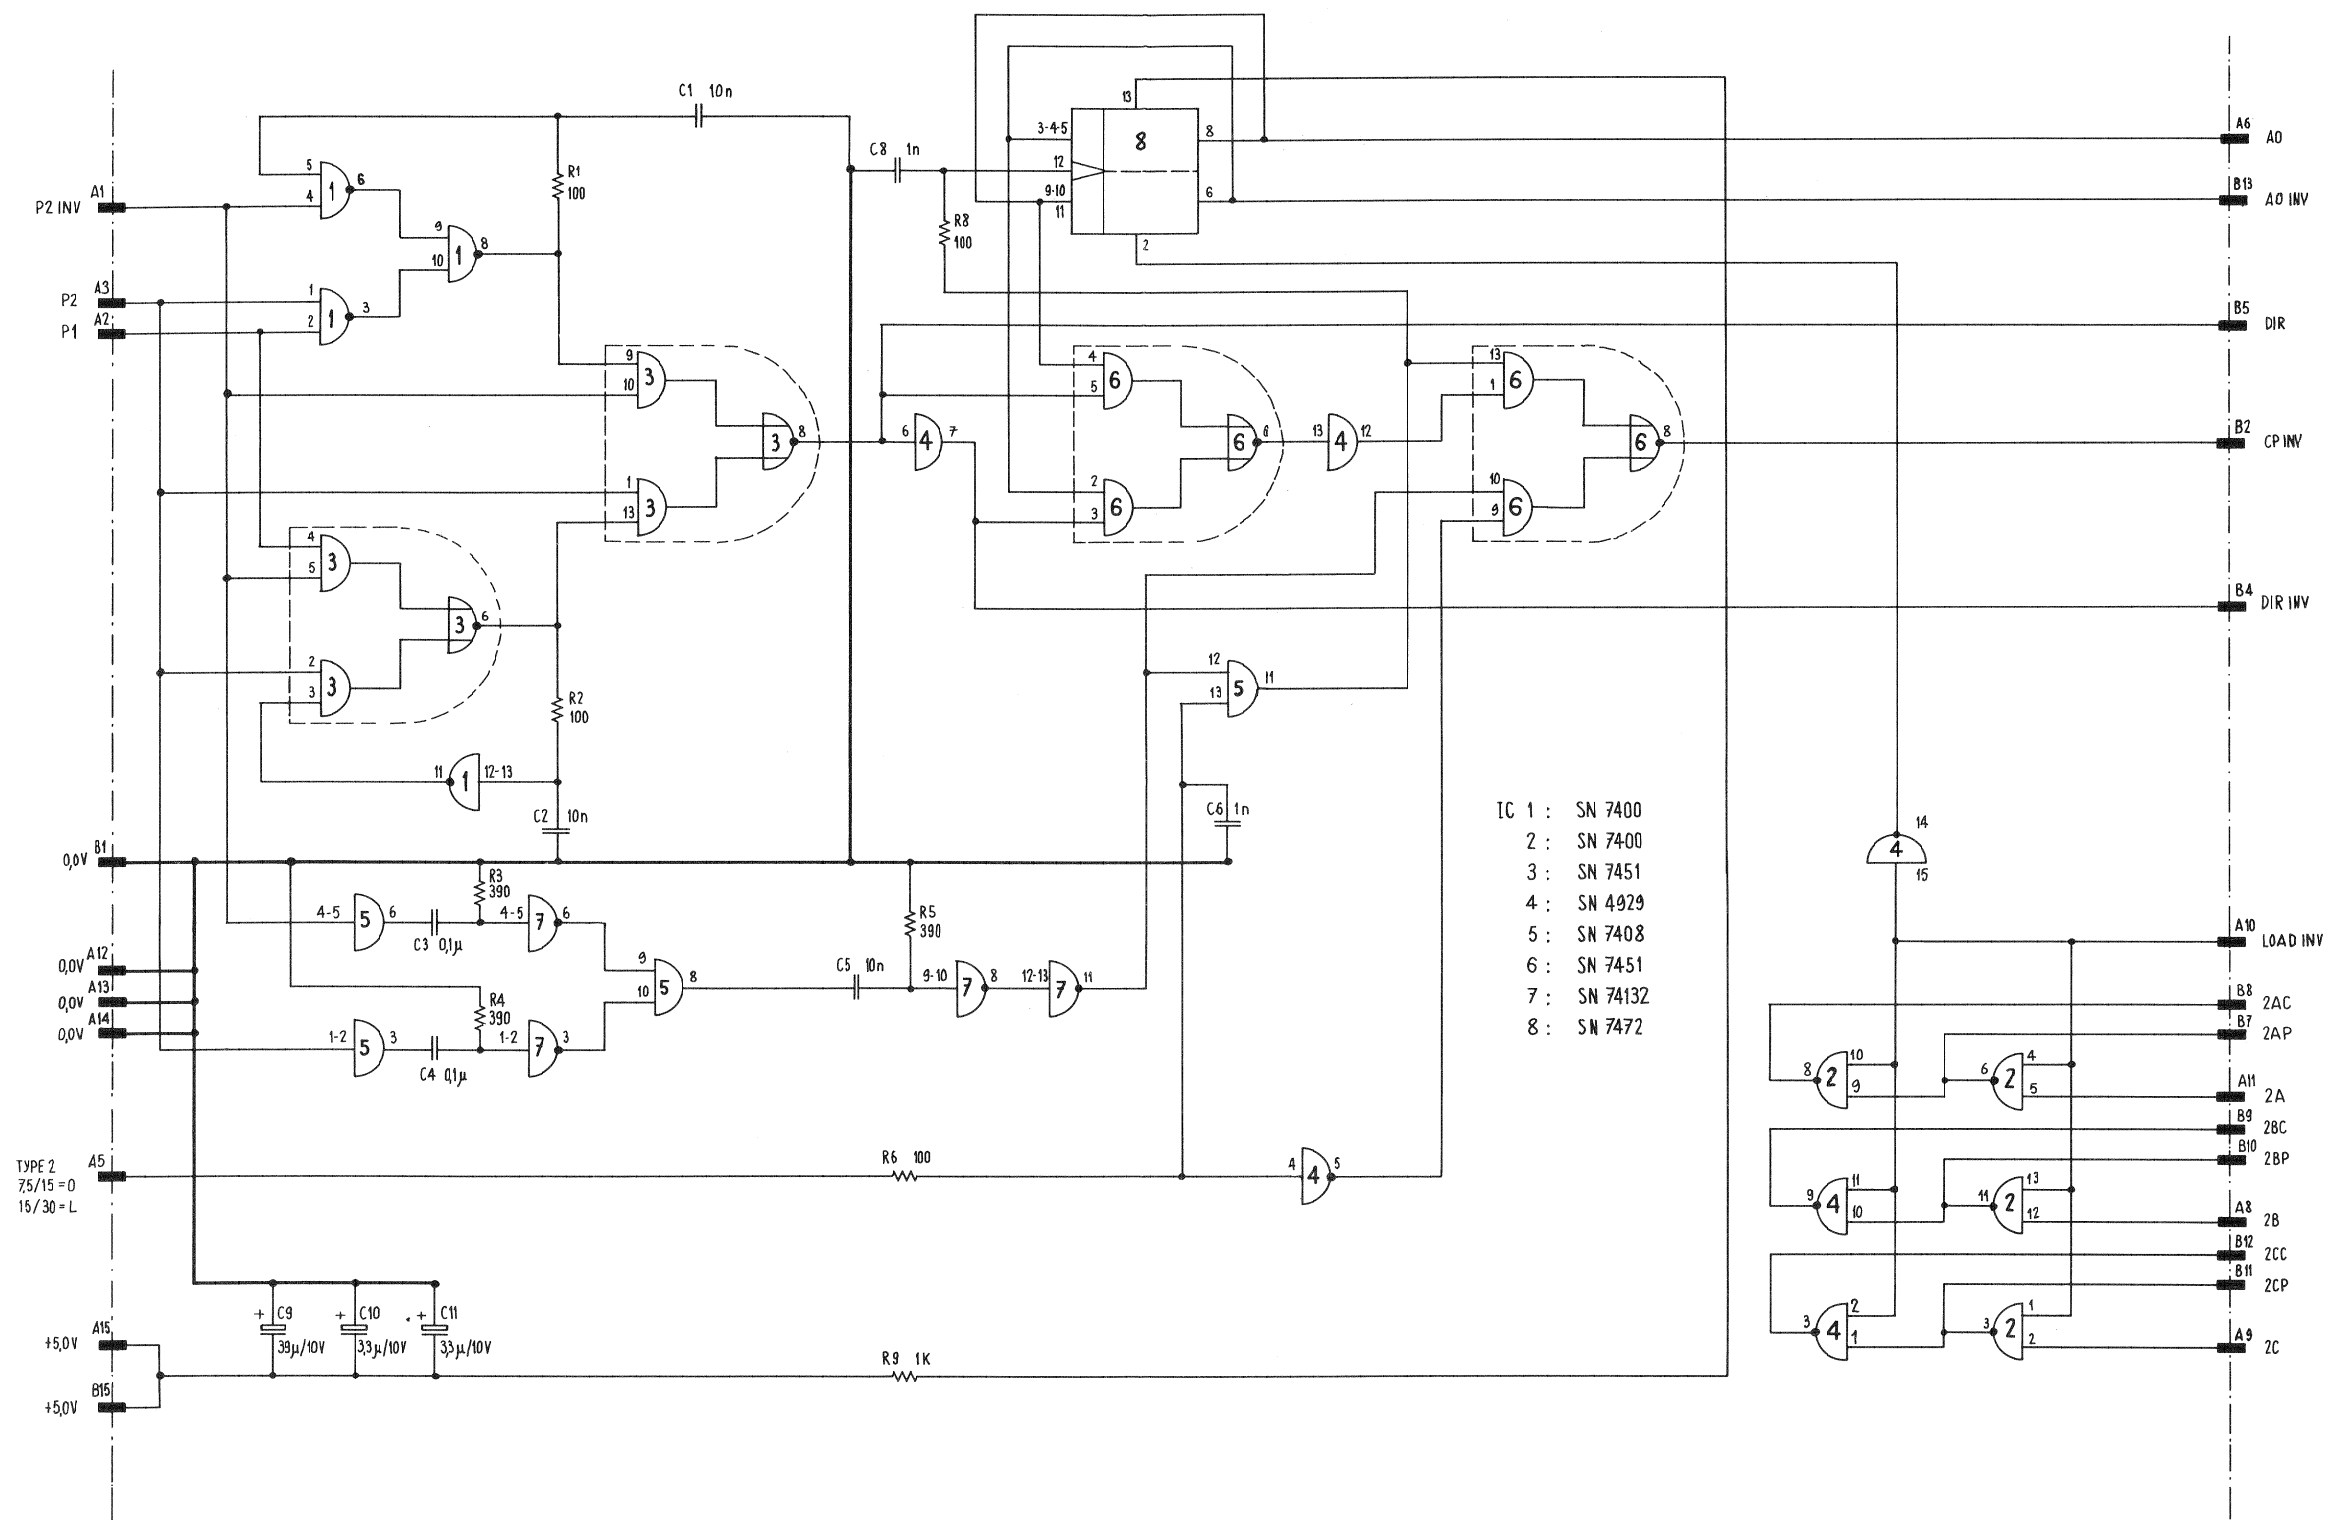 C1 10n
13
3-4-5
8
8
A6
A0
C8 1n
12
5
1
6
4
R1
100
9-10
11
6
B13
A0 INV
A1
P2 INV
2
R8
100
9
1
8
10
A3
P2
1
1
3
2
A2
P1
B5
DIR
9
3
10
4
6
5
13
6
1
3
8
6
4
7
6
6
13
4
12
6
8
B2
CP INV
1
3
13
2
6
3
10
6
9
4
3
5
B4
DIR INV
3
6
2
3
3
12
5
11
13
R2
100
11
1
12-13
C2 10n
C6 1n
IC 1 : SN 7400
2 : SN 7400
3 : SN 7451
4 : SN 4929
5 : SN 7408
6 : SN 7451
7 : SN 74132
8 : SN 7472
14
4
15
B1
0,0V
R3
390
4-5
5
6
C3 0,1µ
4-5
7
6
R5
390
A10
LOAD INV
A12
0,0V
A13
0,0V
A14
0,0V
9
5
8
10
C5 10n
9-10
7
8
12-13
7
11
R4
390
1-2
5
3
C4 0,1µ
1-2
7
3
B8
2AC
B7
2AP
8
2
10
9
6
2
4
5
A11
2A
B9
2BC
B10
2BP
TYPE 2
7,5/15 = 0
15/30 = L
A5
R6 100
4
4
5
9
4
11
10
11
2
13
12
A8
2B
B12
2CC
B11
2CP
3
4
2
1
3
2
1
2
A9
2C
+ C9
39µ/10V
+ C10
3,3µ/10V
+ C11
3,3µ/10V
A15
+5,0V
R9 1K
B15
+5,0V